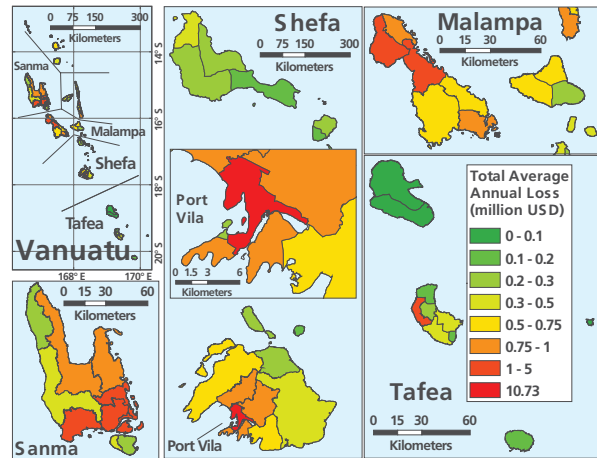 0 75 150 300
Kilometers
14°S
16°S
18°S
20°S
168° E
170° E
Sanma
Malampa
Shefa
Tafea
Vanuatu
Shefa
0 75 150 300
Kilometers
Malampa
0 15 30 60
Kilometers
Port
Vila
0 1.5 3 6
Kilometers
Total Average
Annual Loss
(million USD)
0 - 0.1
0.1 - 0.2
0.2 - 0.3
0.3 - 0.5
0.5 - 0.75
0.75 - 1
1 - 5
10.73
Tafea
0 15 30 60
Kilometers
0 15 30 60
Kilometers
Sanma
Port Vila